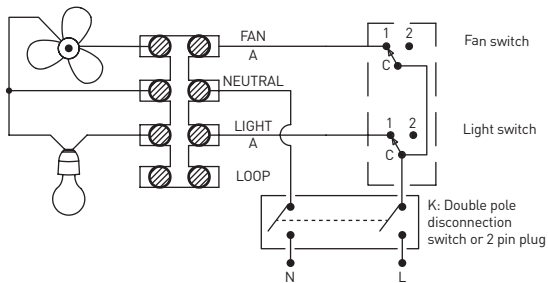 FAN
A
1 2
Fan switch
C
NEUTRAL
LIGHT
A
1 2
Light switch
C
LOOP
K: Double pole
disconnection
switch or 2 pin plug
N L